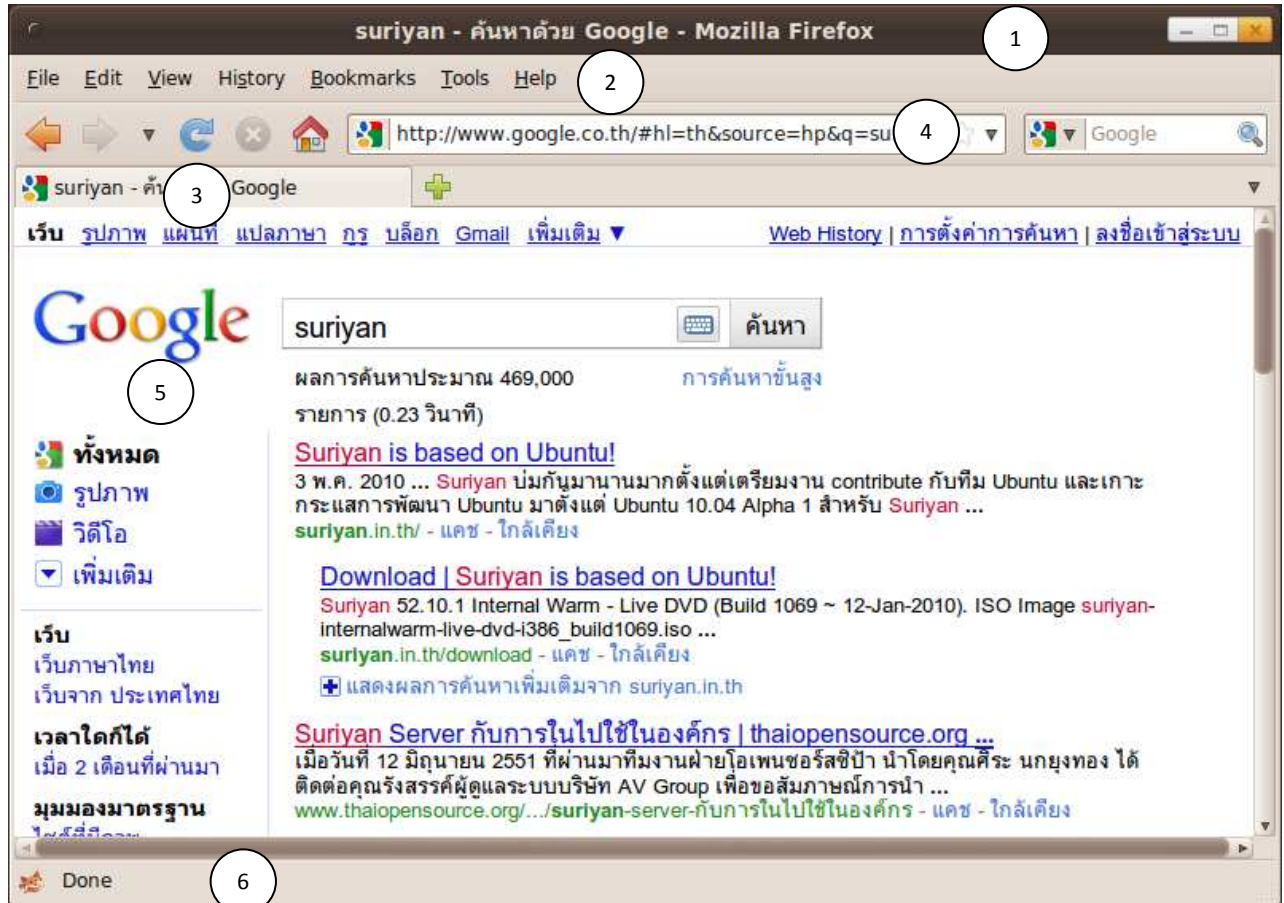 suriyan - ค้นหาด้วย Google - Mozilla Firefox
1
File Edit View History Bookmarks Tools Help
2
http://www.google.co.th/#hl=th&source=hp&q=su
4
Google
suriyan - Google
3
เว็บ รูปภาพ แผนที่ แปลภาษา กูรู บล็อก Gmail เพิ่มเติม ▼ Web History | การตั้งค่าการค้นหา | ลงชื่อเข้าสู่ระบบ
Google
suriyan
ค้นหา
5
ผลการค้นหาประมาณ 469,000
รายการ (0.23 วินาที)
การค้นหาขั้นสูง
ทั้งหมด
รูปภาพ
วิดีโอ
เพิ่มเติม
เว็บ
เว็บภาษาไทย
เว็บจาก ประเทศไทย
เวลาใดก็ได้
เมื่อ 2 เดือนที่ผ่านมา
มุมมองมาตรฐาน
Suriyan is based on Ubuntu!
3 พ.ค. 2010 ... Suriyan บ่มกันมานานมากตั้งแต่เตรียมงาน contribute กับทีม Ubuntu และเกาะ
กระแสการพัฒนา Ubuntu มาตั้งแต่ Ubuntu 10.04 Alpha 1 สำหรับ Suriyan ...
suriyan.in.th/ - แคช - ใกล้เคียง
Download | Suriyan is based on Ubuntu!
Suriyan 52.10.1 Internal Warm - Live DVD (Build 1069 ~ 12-Jan-2010). ISO Image suriyan-
internalwarm-live-dvd-i386_build1069.iso ...
suriyan.in.th/download - แคช - ใกล้เคียง
แสดงผลการค้นหาเพิ่มเติมจาก suriyan.in.th
Suriyan Server กับการในไปใช้ในองค์กร | thaiopensource.org ...
เมื่อวันที่ 12 มิถุนายน 2551 ที่ผ่านมาทีมงานฝ่ายโอเพนซอร์สซิป้า นำโดยคุณศิระ นกยูงทอง ได้
ติดต่อคุณรังสรรค์ผู้ดูแลระบบบริษัท AV Group เพื่อขอสัมภาษณ์การนำ ...
www.thaiopensource.org/.../suriyan-server-กับการในไปใช้ในองค์กร - แคช - ใกล้เคียง
Done
6